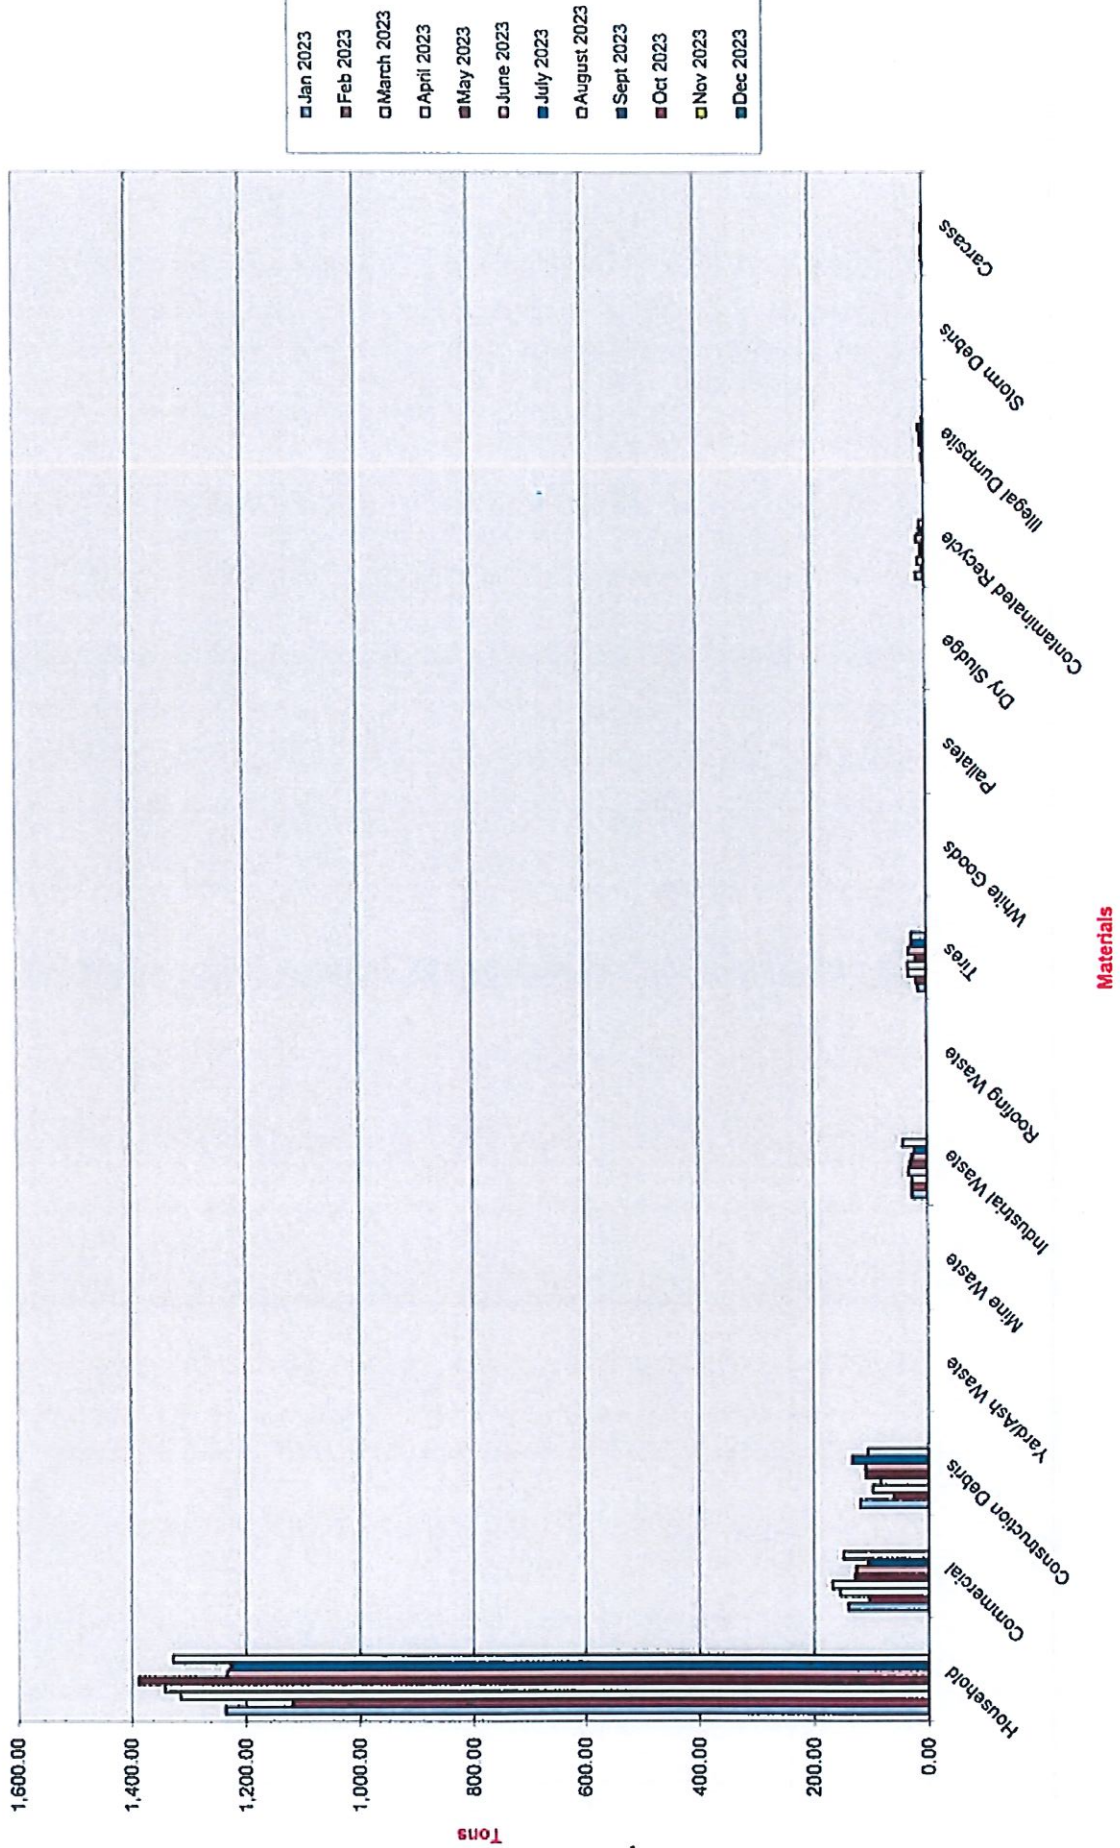 Tons
1,600.00
1,400.00
1,200.00
1,000.00
800.00
600.00
400.00
200.00
0.00
Household
Commercial
Construction Debris
Yard/Ash Waste
Mine Waste
Industrial Waste
Roofing Waste
Tires
White Goods
Pallates
Dry Sludge
Contaminated Recycle
Illegal Dumpsite
Storm Debris
Carcass
Materials
Jan 2023
Feb 2023
March 2023
April 2023
May 2023
June 2023
July 2023
August 2023
Sept 2023
Oct 2023
Nov 2023
Dec 2023